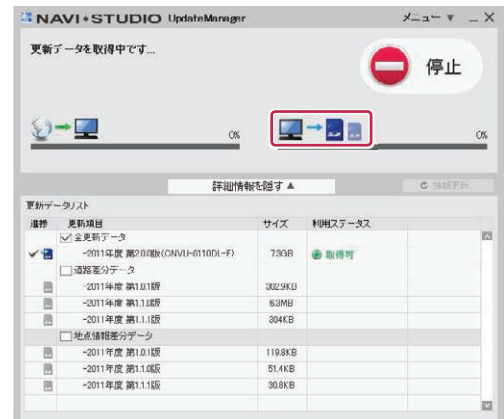 NAVI*STUDIO UpdateManager
メニュー ▼ _ X
更新データを取得中です...
停止
0%
0%
詳細情報を隠す ▲
情報更新
更新データリスト
進捗 更新項目 サイズ 利用ステータス
全更新データ
-2011年度 第2.0.0版(CNVU-6110DL-F) 7.3GB 取得可
道路差分データ
-2011年度 第1.0.1版 302.9KB
-2011年度 第1.1.0版 6.3MB
-2011年度 第1.1.1版 304KB
地点情報差分データ
-2011年度 第1.0.1版 119.8KB
-2011年度 第1.1.0版 51.4KB
-2011年度 第1.1.1版 30.8KB